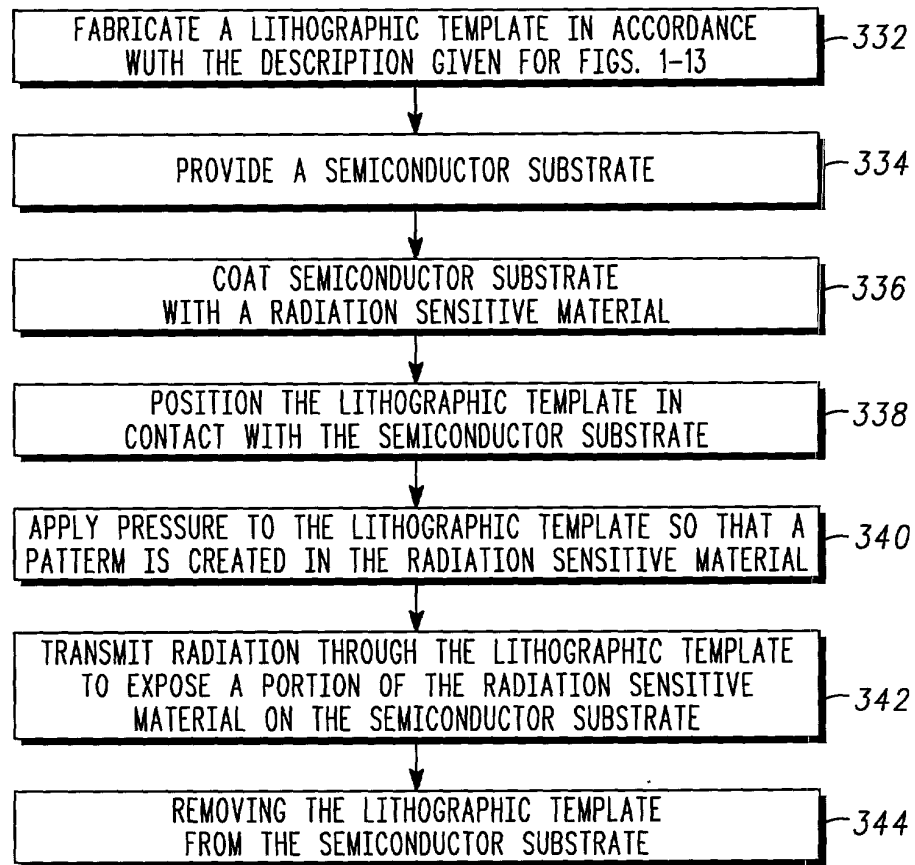 FABRICATE A LITHOGRAPHIC TEMPLATE IN ACCORDANCE
WUTH THE DESCRIPTION GIVEN FOR FIGS. 1-13
332
PROVIDE A SEMICONDUCTOR SUBSTRATE
334
COAT SEMICONDUCTOR SUBSTRATE
WITH A RADIATION SENSITIVE MATERIAL
336
POSITION THE LITHOGRAPHIC TEMPLATE IN
CONTACT WITH THE SEMICONDUCTOR SUBSTRATE
338
APPLY PRESSURE TO THE LITHOGRAPHIC TEMPLATE SO THAT A
PATTERM IS CREATED IN THE RADIATION SENSITIVE MATERIAL
340
TRANSMIT RADIATION THROUGH THE LITHOGRAPHIC TEMPLATE
TO EXPOSE A PORTION OF THE RADIATION SENSITIVE
MATERIAL ON THE SEMICONDUCTOR SUBSTRATE
342
REMOVING THE LITHOGRAPHIC TEMPLATE
FROM THE SEMICONDUCTOR SUBSTRATE
344